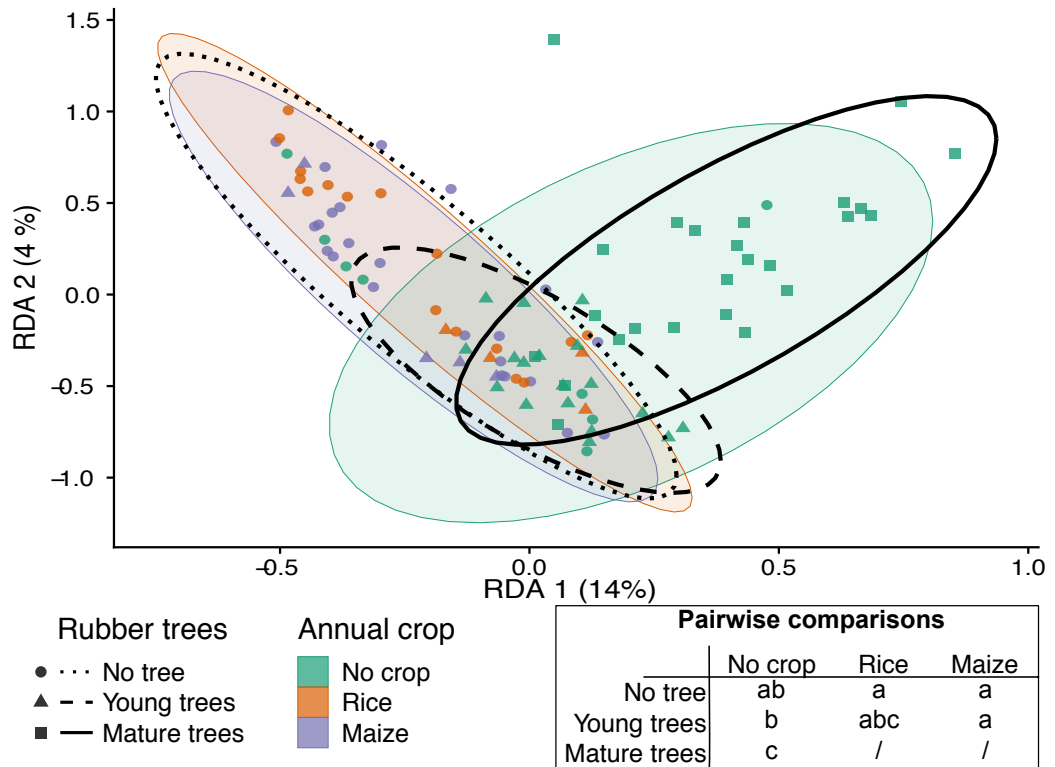 1.5
1.0
0.5
0.0
−0.5
−1.0
RDA 2 (4 %)
−0.5 0.0 0.5 1.0
RDA 1 (14%)
Rubber trees
No tree
Young trees
Mature trees
Annual crop
No crop
Rice
Maize
Pairwise comparisons
No crop Rice Maize
No tree ab a a
Young trees b abc a
Mature trees c / /